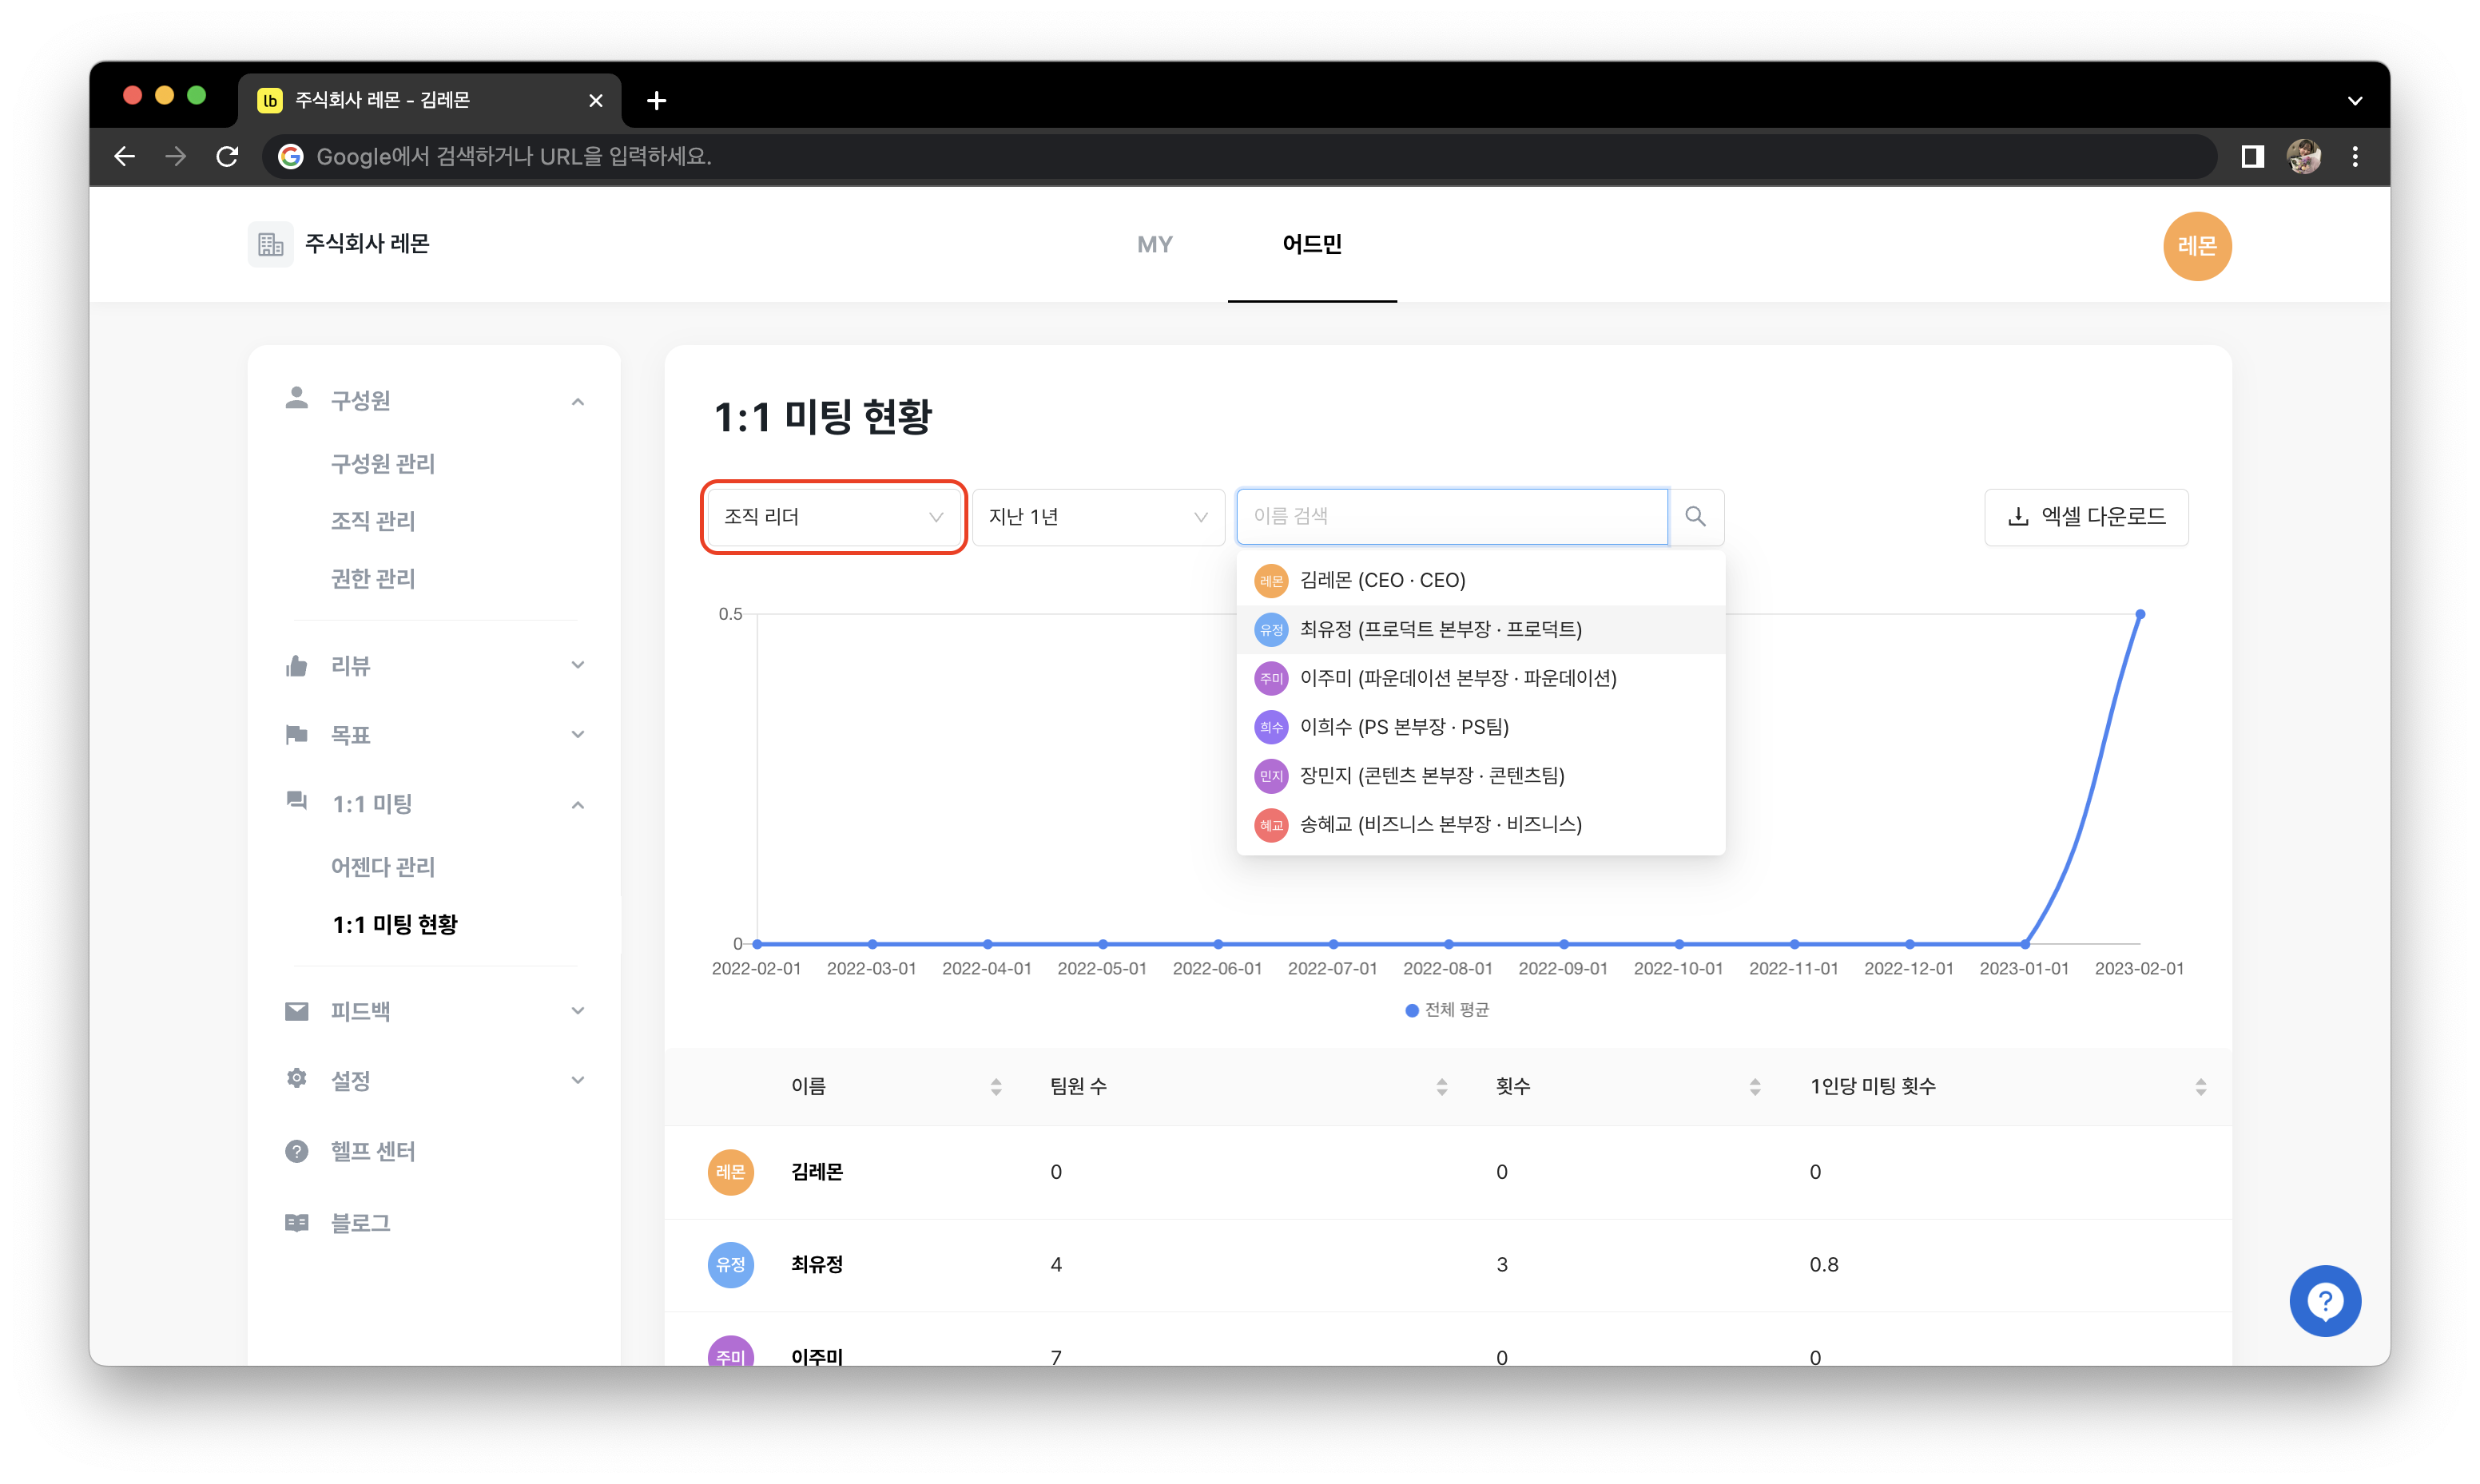 lb 주식회사 레몬 - 김레몬
Google에서 검색하거나 URL을 입력하세요.
주식회사 레몬
MY
어드민
레몬
구성원
구성원 관리
조직 관리
권한 관리
리뷰
목표
1:1 미팅
어젠다 관리
1:1 미팅 현황
피드백
설정
헬프 센터
블로그
1:1 미팅 현황
조직 리더
지난 1년
이름 검색
엑셀 다운로드
레몬 김레몬 (CEO · CEO)
유정 최유정 (프로덕트 본부장 · 프로덕트)
주미 이주미 (파운데이션 본부장 · 파운데이션)
희수 이희수 (PS 본부장 · PS팀)
민지 장민지 (콘텐츠 본부장 · 콘텐츠팀)
혜교 송혜교 (비즈니스 본부장 · 비즈니스)
0.5
0
2022-02-01 2022-03-01 2022-04-01 2022-05-01 2022-06-01 2022-07-01 2022-08-01 2022-09-01 2022-10-01 2022-11-01 2022-12-01 2023-01-01 2023-02-01
전체 평균
이름 팀원 수 횟수 1인당 미팅 횟수
레몬 김레몬 0 0 0
유정 최유정 4 3 0.8
주미 이주미 7 0 0